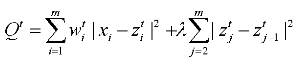 Q^t = \sum_{i=1}^{m} w_i^t | x_i - z_i^t |^2 + \lambda \sum_{j=2}^{m} | z_j^t - z_{j-1}^t |^2